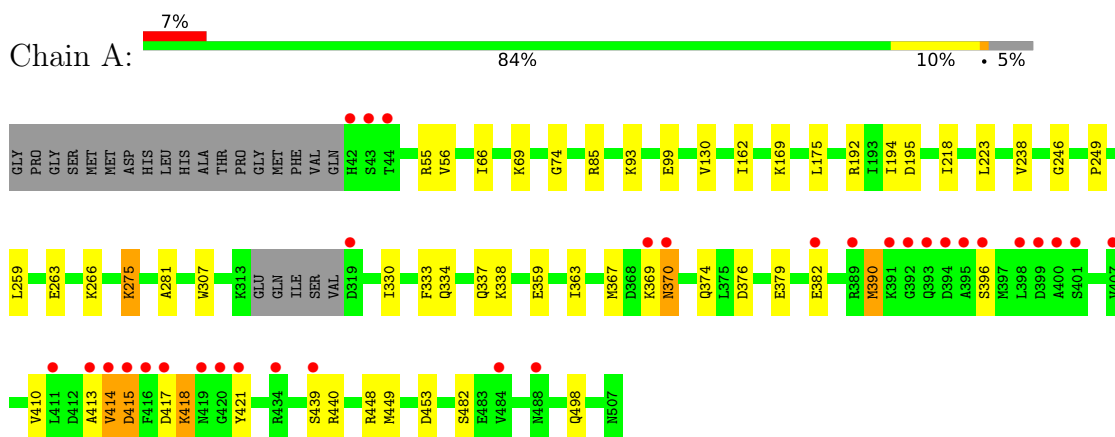 7%
Chain A:
84% 10% • 5%
GLY PRO GLY SER MET MET ASP HIS LEU HIS ALA THR PRO GLY MET PHE VAL GLN H42 S43 T44 R55 V56 I66 K69 G74 R85 K93 E99 V130 I162 K169 L175 R192 I193 I194 D195 I218 L223 V238 G246 P249
L259 E263 K266 K275 A281 W307 K313 GLU GLN ILE SER VAL D319 I330 F333 Q334 Q337 K338 E359 I363 M367 D368 K369 N370 Q374 L375 D376 E379 E382 R389 M390 K391 G392 Q393 D394 A395 S396 M397 L398 D399 A400 S401
V410 L411 D412 A413 V414 D415 F416 D417 K418 N419 G420 Y421 R434 S439 R440 R448 M449 D453 S482 E483 V484 N488 Q498 N507